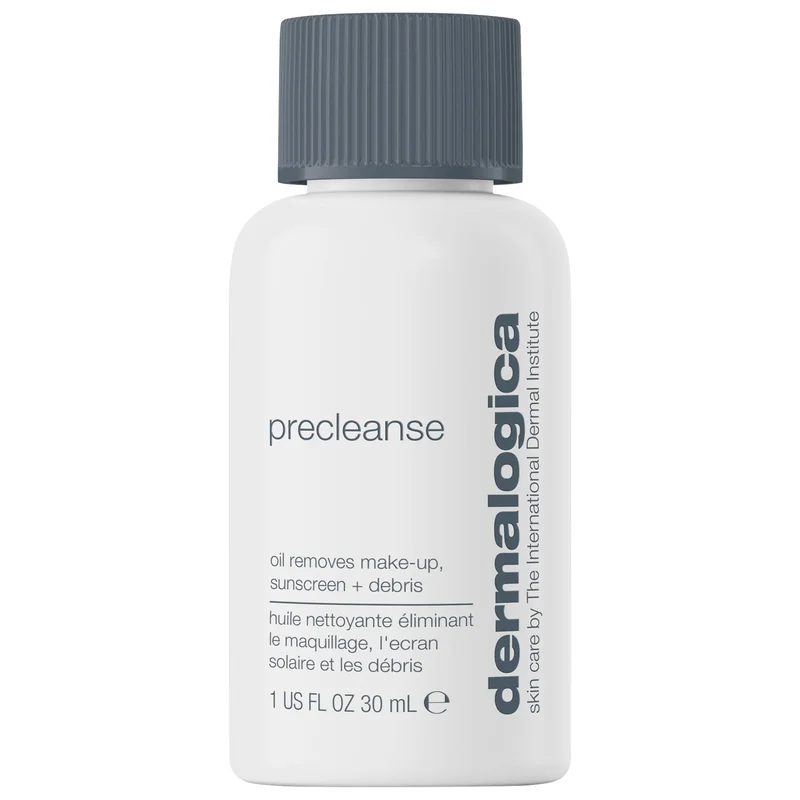 precleanse
oil removes make-up,
sunscreen + debris
huile nettoyante éliminant
le maquillage, l'ecran
solaire et les débris
1 US FL OZ 30 mL ℮
dermalogica
skin care by The International Dermal Institute